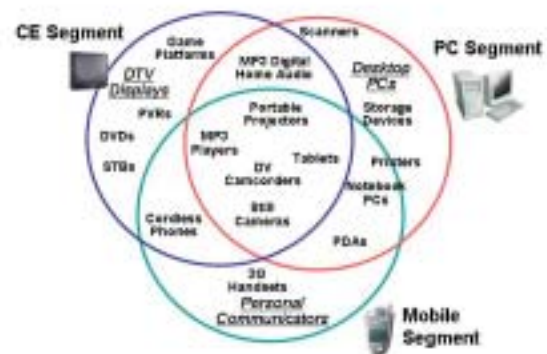 CE Segment
Game
Platforms
Scanners
PC Segment
DTV
Displays
MP3 Digital
Home Audio
Desktop
PCs
PVRs
Portable
Projectors
Storage
Devices
DVDs
MP3
Players
STBs
Tablets
Printers
DV
Camcorders
Notebook
PCs
Cordless
Phones
Still
Cameras
PDAs
3G
Handsets
Personal
Communicators
Mobile
Segment